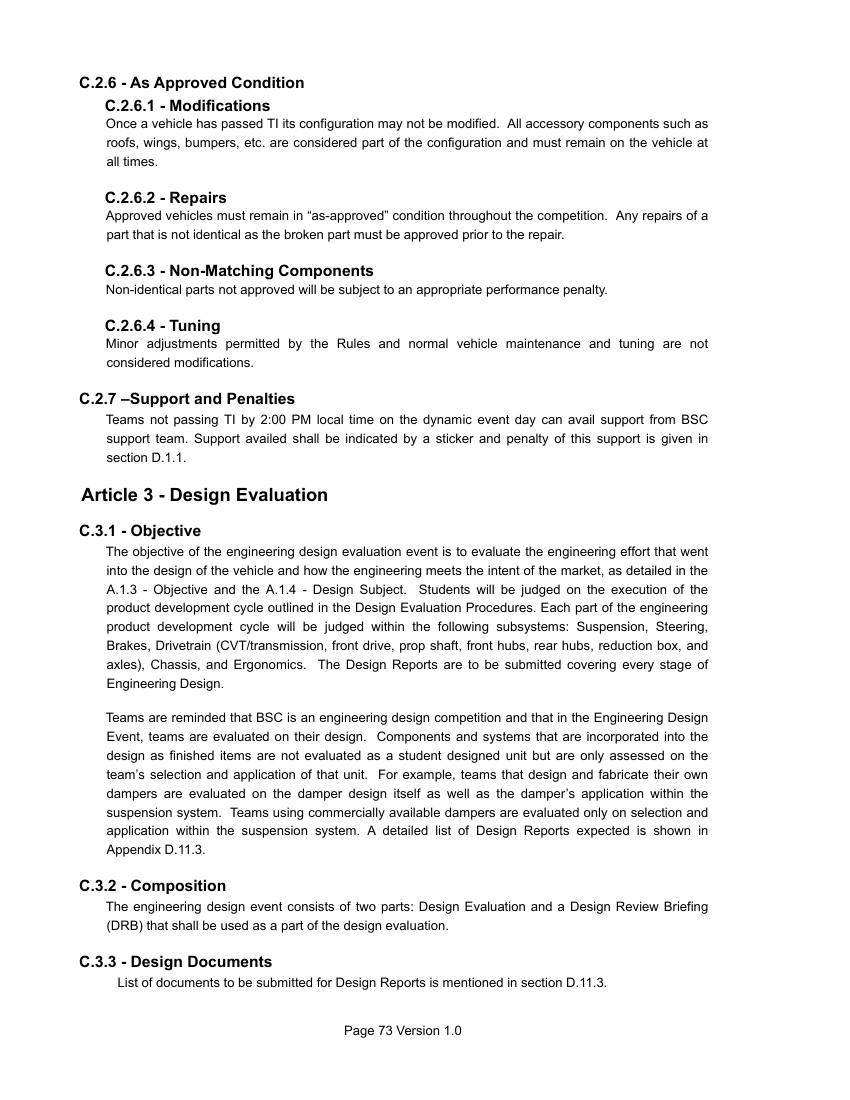 C.2.6 - As Approved Condition
C.2.6.1 - Modifications
Once a vehicle has passed TI its configuration may not be modified.  All accessory components such as
roofs, wings, bumpers, etc. are considered part of the configuration and must remain on the vehicle at
all times.
C.2.6.2 - Repairs
Approved vehicles must remain in “as-approved” condition throughout the competition.  Any repairs of a
part that is not identical as the broken part must be approved prior to the repair.
C.2.6.3 - Non-Matching Components
Non-identical parts not approved will be subject to an appropriate performance penalty.
C.2.6.4 - Tuning
Minor adjustments permitted by the Rules and normal vehicle maintenance and tuning are not
considered modifications.
C.2.7 –Support and Penalties
Teams not passing TI by 2:00 PM local time on the dynamic event day can avail support from BSC
support team. Support availed shall be indicated by a sticker and penalty of this support is given in
section D.1.1.
Article 3 - Design Evaluation
C.3.1 - Objective
The objective of the engineering design evaluation event is to evaluate the engineering effort that went
into the design of the vehicle and how the engineering meets the intent of the market, as detailed in the
A.1.3 - Objective and the A.1.4 - Design Subject.  Students will be judged on the execution of the
product development cycle outlined in the Design Evaluation Procedures. Each part of the engineering
product development cycle will be judged within the following subsystems: Suspension, Steering,
Brakes, Drivetrain (CVT/transmission, front drive, prop shaft, front hubs, rear hubs, reduction box, and
axles), Chassis, and Ergonomics.  The Design Reports are to be submitted covering every stage of
Engineering Design.
Teams are reminded that BSC is an engineering design competition and that in the Engineering Design
Event, teams are evaluated on their design.  Components and systems that are incorporated into the
design as finished items are not evaluated as a student designed unit but are only assessed on the
team’s selection and application of that unit.  For example, teams that design and fabricate their own
dampers are evaluated on the damper design itself as well as the damper’s application within the
suspension system.  Teams using commercially available dampers are evaluated only on selection and
application within the suspension system. A detailed list of Design Reports expected is shown in
Appendix D.11.3.
C.3.2 - Composition
The engineering design event consists of two parts: Design Evaluation and a Design Review Briefing
(DRB) that shall be used as a part of the design evaluation.
C.3.3 - Design Documents
List of documents to be submitted for Design Reports is mentioned in section D.11.3.
Page 73 Version 1.0